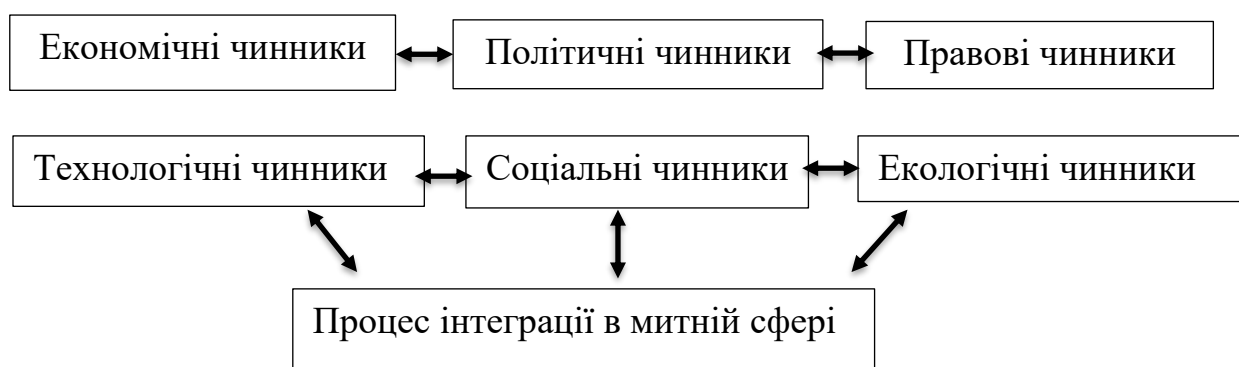 Економічні чинники
Політичні чинники
Правові чинники
Технологічні чинники
Соціальні чинники
Екологічні чинники
Процес інтеграції в митній сфері